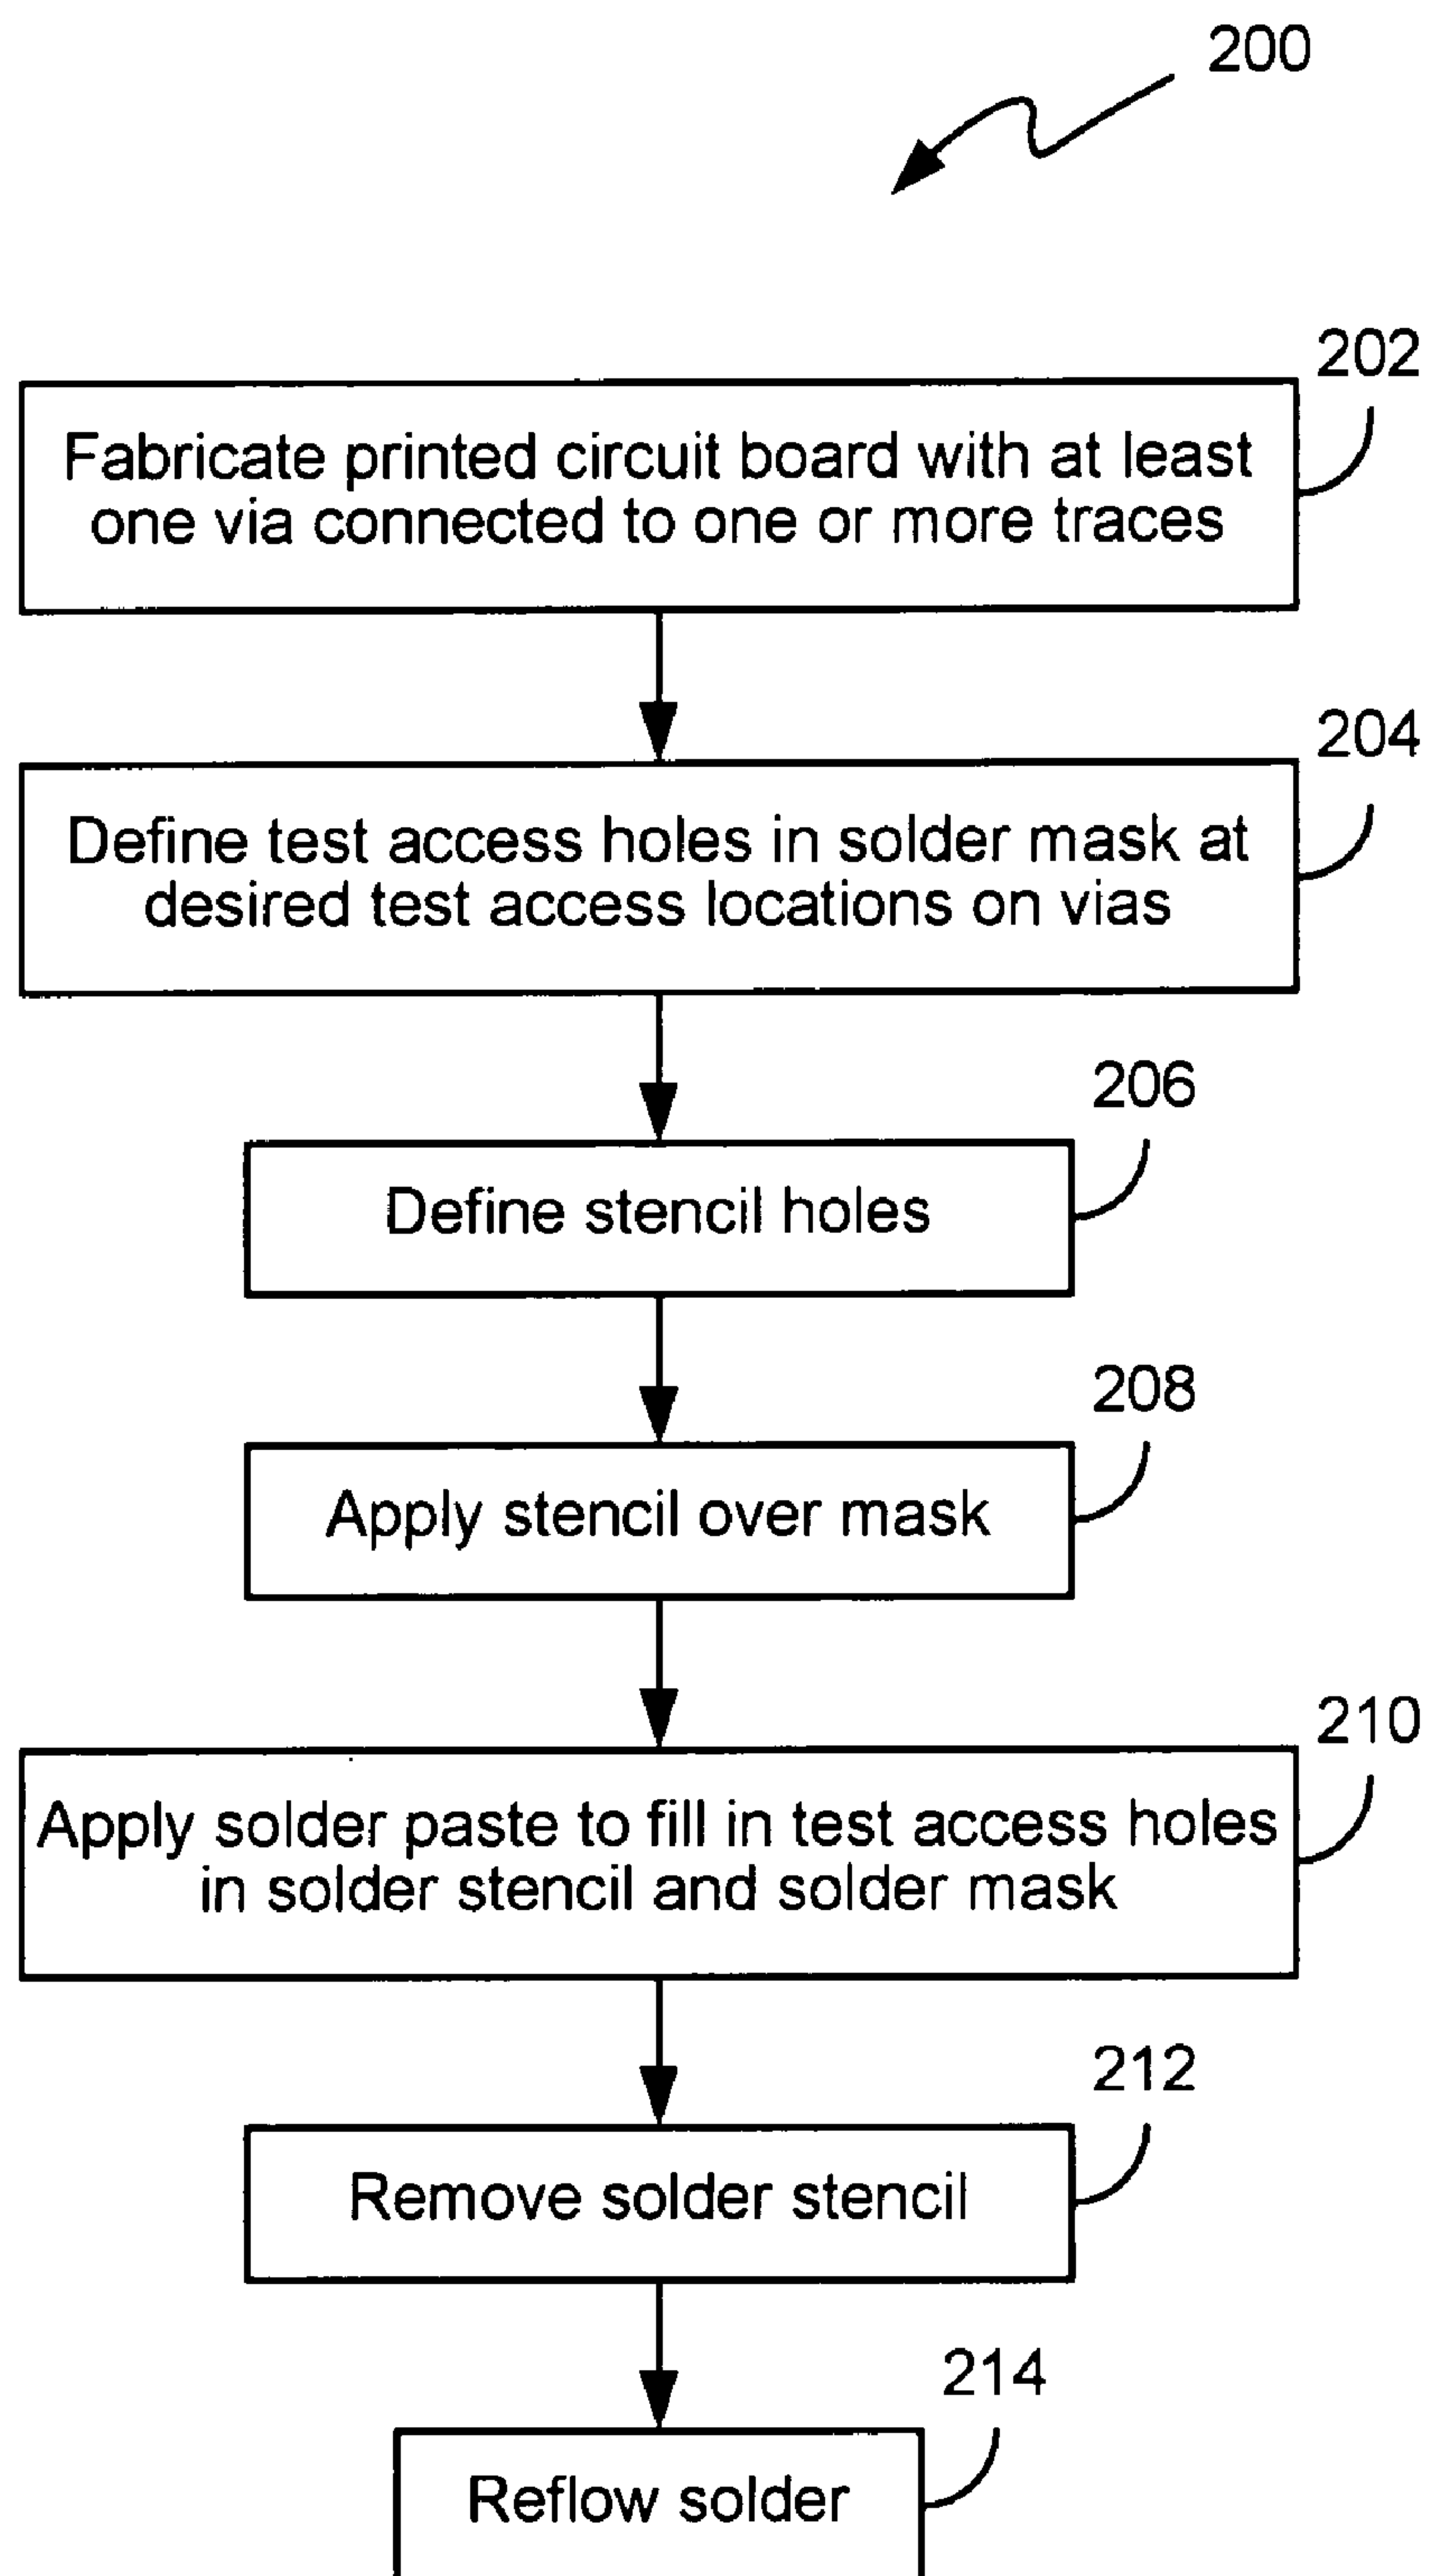 200
202
Fabricate printed circuit board with at least
one via connected to one or more traces
204
Define test access holes in solder mask at
desired test access locations on vias
206
Define stencil holes
208
Apply stencil over mask
210
Apply solder paste to fill in test access holes
in solder stencil and solder mask
212
Remove solder stencil
214
Reflow solder